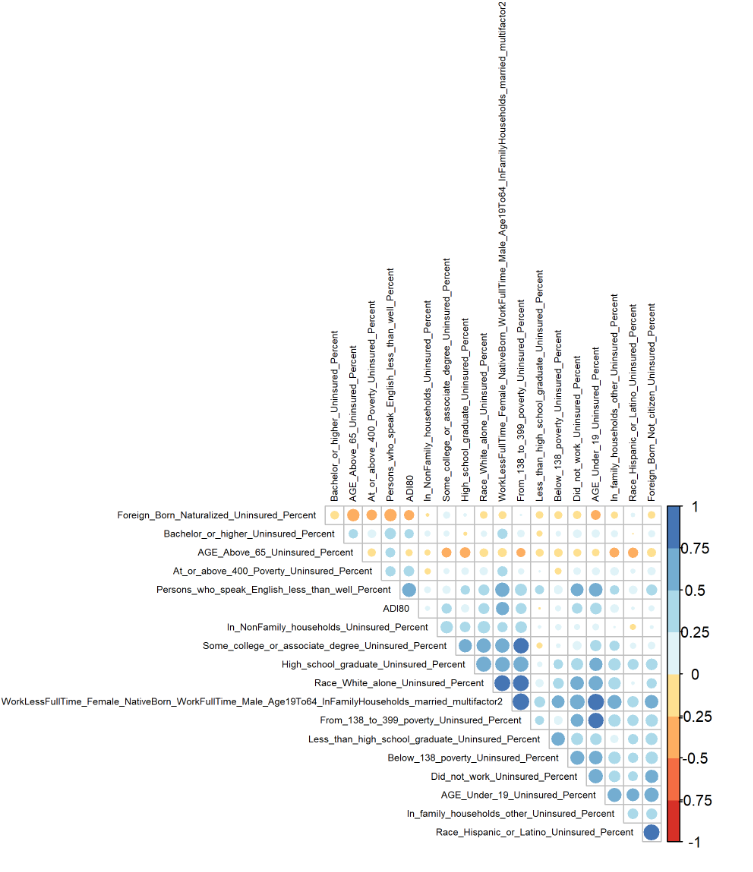 Bachelor_or_higher_Uninsured_Percent
AGE_Above_65_Uninsured_Percent
At_or_above_400_Poverty_Uninsured_Percent
Persons_who_speak_English_less_than_well_Percent
ADI80
In_NonFamily_households_Uninsured_Percent
Some_college_or_associate_degree_Uninsured_Percent
High_school_graduate_Uninsured_Percent
Race_White_alone_Uninsured_Percent
WorkLessFullTime_Female_NativeBorn_WorkFullTime_Male_Age19To64_InFamilyHouseholds_married_multifactor2
From_138_to_399_poverty_Uninsured_Percent
Less_than_high_school_graduate_Uninsured_Percent
Below_138_poverty_Uninsured_Percent
Did_not_work_Uninsured_Percent
AGE_Under_19_Uninsured_Percent
In_family_households_other_Uninsured_Percent
Race_Hispanic_or_Latino_Uninsured_Percent
Foreign_Born_Not_citizen_Uninsured_Percent
Foreign_Born_Naturalized_Uninsured_Percent
Bachelor_or_higher_Uninsured_Percent
AGE_Above_65_Uninsured_Percent
At_or_above_400_Poverty_Uninsured_Percent
Persons_who_speak_English_less_than_well_Percent
ADI80
In_NonFamily_households_Uninsured_Percent
Some_college_or_associate_degree_Uninsured_Percent
High_school_graduate_Uninsured_Percent
Race_White_alone_Uninsured_Percent
WorkLessFullTime_Female_NativeBorn_WorkFullTime_Male_Age19To64_InFamilyHouseholds_married_multifactor2
From_138_to_399_poverty_Uninsured_Percent
Less_than_high_school_graduate_Uninsured_Percent
Below_138_poverty_Uninsured_Percent
Did_not_work_Uninsured_Percent
AGE_Under_19_Uninsured_Percent
In_family_households_other_Uninsured_Percent
Race_Hispanic_or_Latino_Uninsured_Percent
1
0.75
0.5
0.25
0
-0.25
-0.5
-0.75
-1